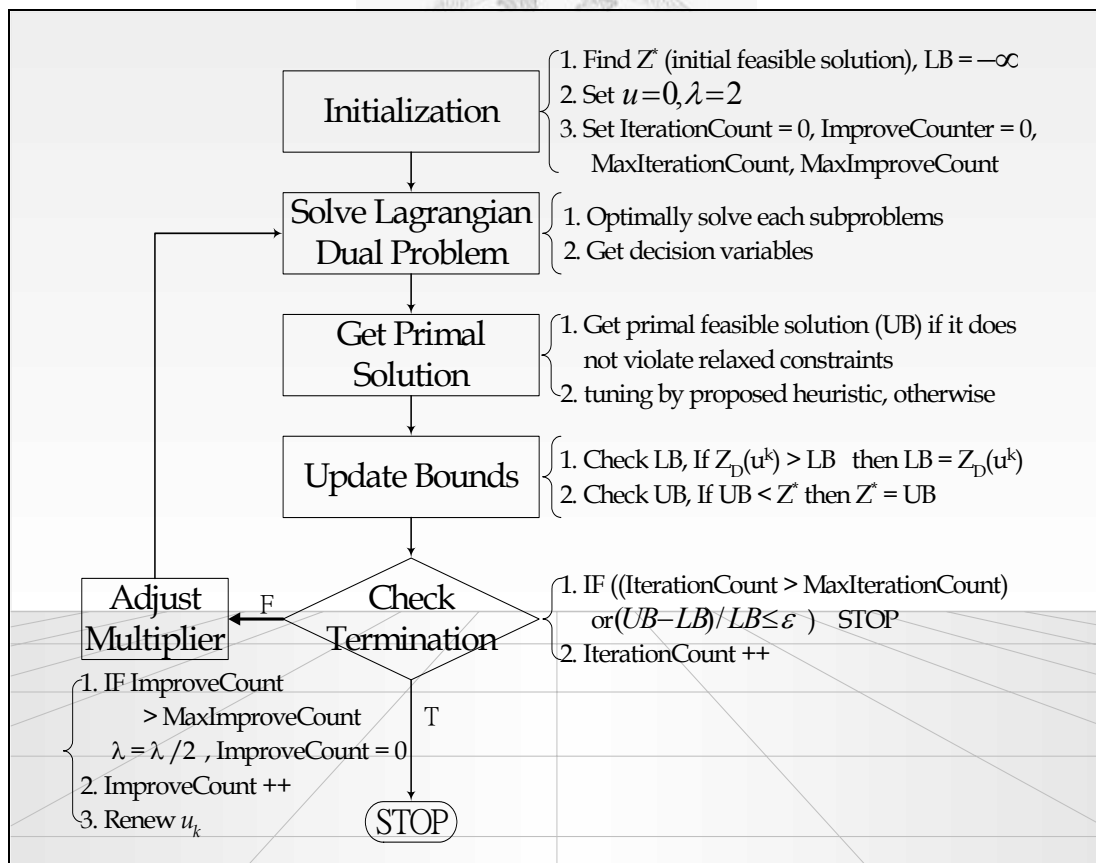 Initialization
1. Find Z* (initial feasible solution), LB = −∞
2. Set u=0, λ=2
3. Set IterationCount = 0, ImproveCounter = 0,
MaxIterationCount, MaxImproveCount
Solve Lagrangian
Dual Problem
1. Optimally solve each subproblems
2. Get decision variables
Get Primal
Solution
1. Get primal feasible solution (UB) if it does
not violate relaxed constraints
2. tuning by proposed heuristic, otherwise
Update Bounds
1. Check LB, If Z_D(u^k) > LB then LB = Z_D(u^k)
2. Check UB, If UB < Z* then Z* = UB
Check
Termination
1. IF ((IterationCount > MaxIterationCount)
or(UB−LB)/LB≤ε ) STOP
2. IterationCount ++
F
Adjust
Multiplier
1. IF ImproveCount
> MaxImproveCount
λ = λ /2 , ImproveCount = 0
2. ImproveCount ++
3. Renew u_k
T
STOP